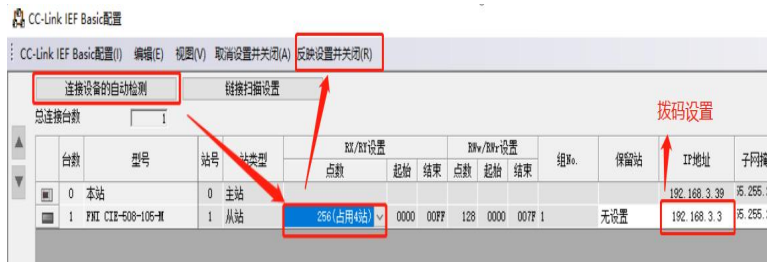 CC-Link IEF Basic配置
CC-Link IEF Basic配置(I) 编辑(E) 视图(V) 取消设置并关闭(A) 反映设置并关闭(R)
连接设备的自动检测 链接扫描设置
总连接台数 1
拨码设置
台数 型号 站号 站类型 RX/RY设置 RWw/RWr设置 组No. 保留站 IP地址 子网掩
点数 起始 结束 点数 起始 结束
0 本站 0 主站 192.168.3.39 255.
1 FNI CIE-508-105-M 1 从站 256(占用4站) 0000 00FF 128 0000 007F 1 无设置 192.168.3.3 255.